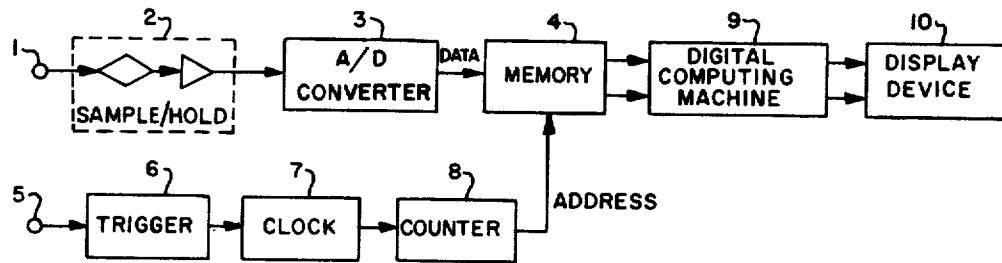 1
2
3
4
9
10
A/D
CONVERTER
DATA
MEMORY
DIGITAL
COMPUTING
MACHINE
DISPLAY
DEVICE
SAMPLE/HOLD
5
6
7
8
TRIGGER
CLOCK
COUNTER
ADDRESS